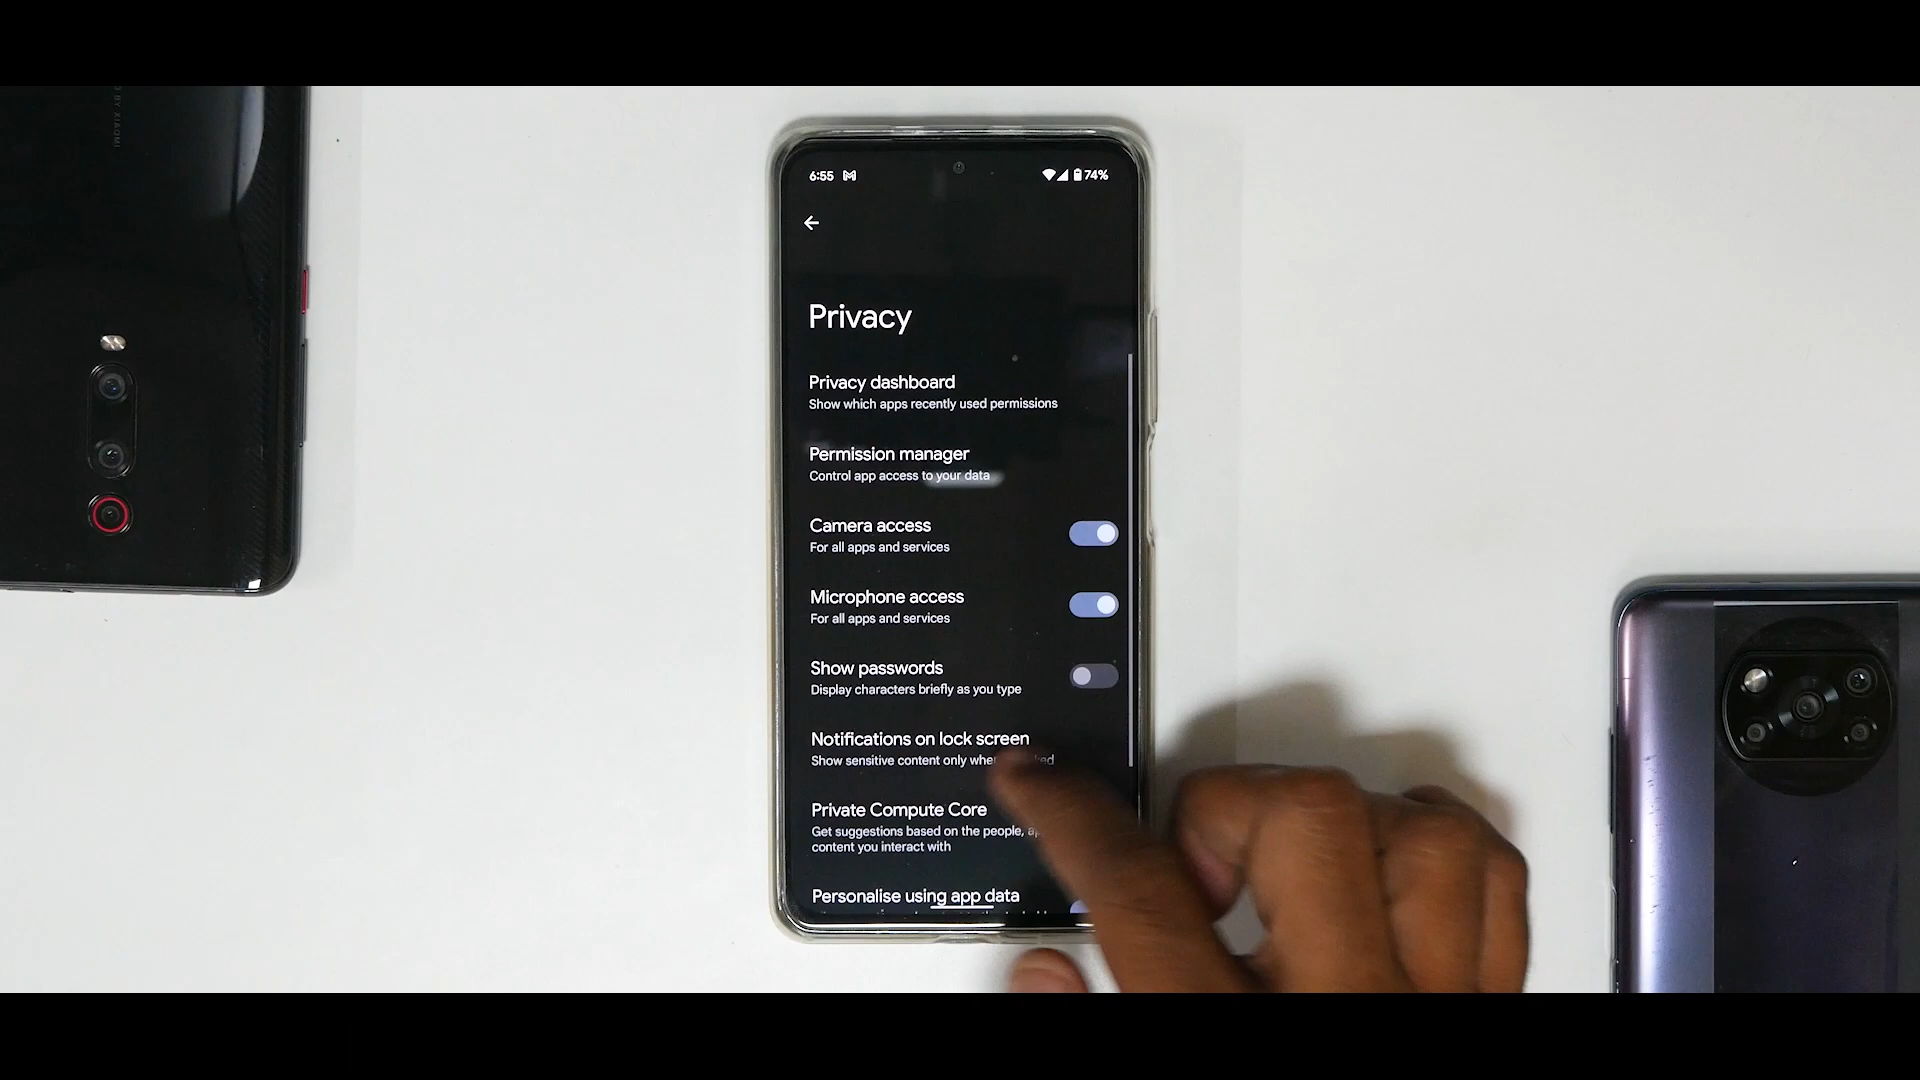 BY XIAOMI
6:55
74%
Privacy
Privacy dashboard
Show which apps recently used permissions
Permission manager
Control app access to your data
Camera access
For all apps and services
Microphone access
For all apps and services
Show passwords
Display characters briefly as you type
Notifications on lock screen
Show sensitive content only
Private Compute Core
Get suggestions based on the people,
content you interact with
Personalise using app data